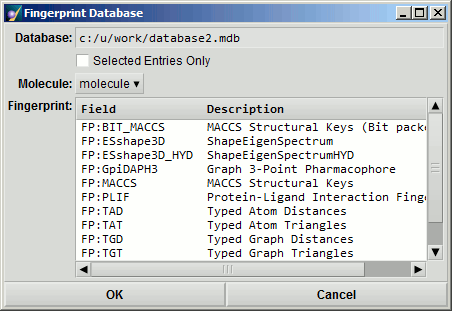 Fingerprint Database
Database: c:/u/work/database2.mdb
Selected Entries Only
Molecule: molecule
Fingerprint:
Field Description
FP:BIT_MACCS MACCS Structural Keys (Bit pack
FP:ESshape3D ShapeEigenSpectrum
FP:ESshape3D_HYD ShapeEigenSpectrumHYD
FP:GpiDAPH3 Graph 3-Point Pharmacophore
FP:MACCS MACCS Structural Keys
FP:PLIF Protein-Ligand Interaction Fing
FP:TAD Typed Atom Distances
FP:TAT Typed Atom Triangles
FP:TGD Typed Graph Distances
FP:TGT Typed Graph Triangles
OK Cancel